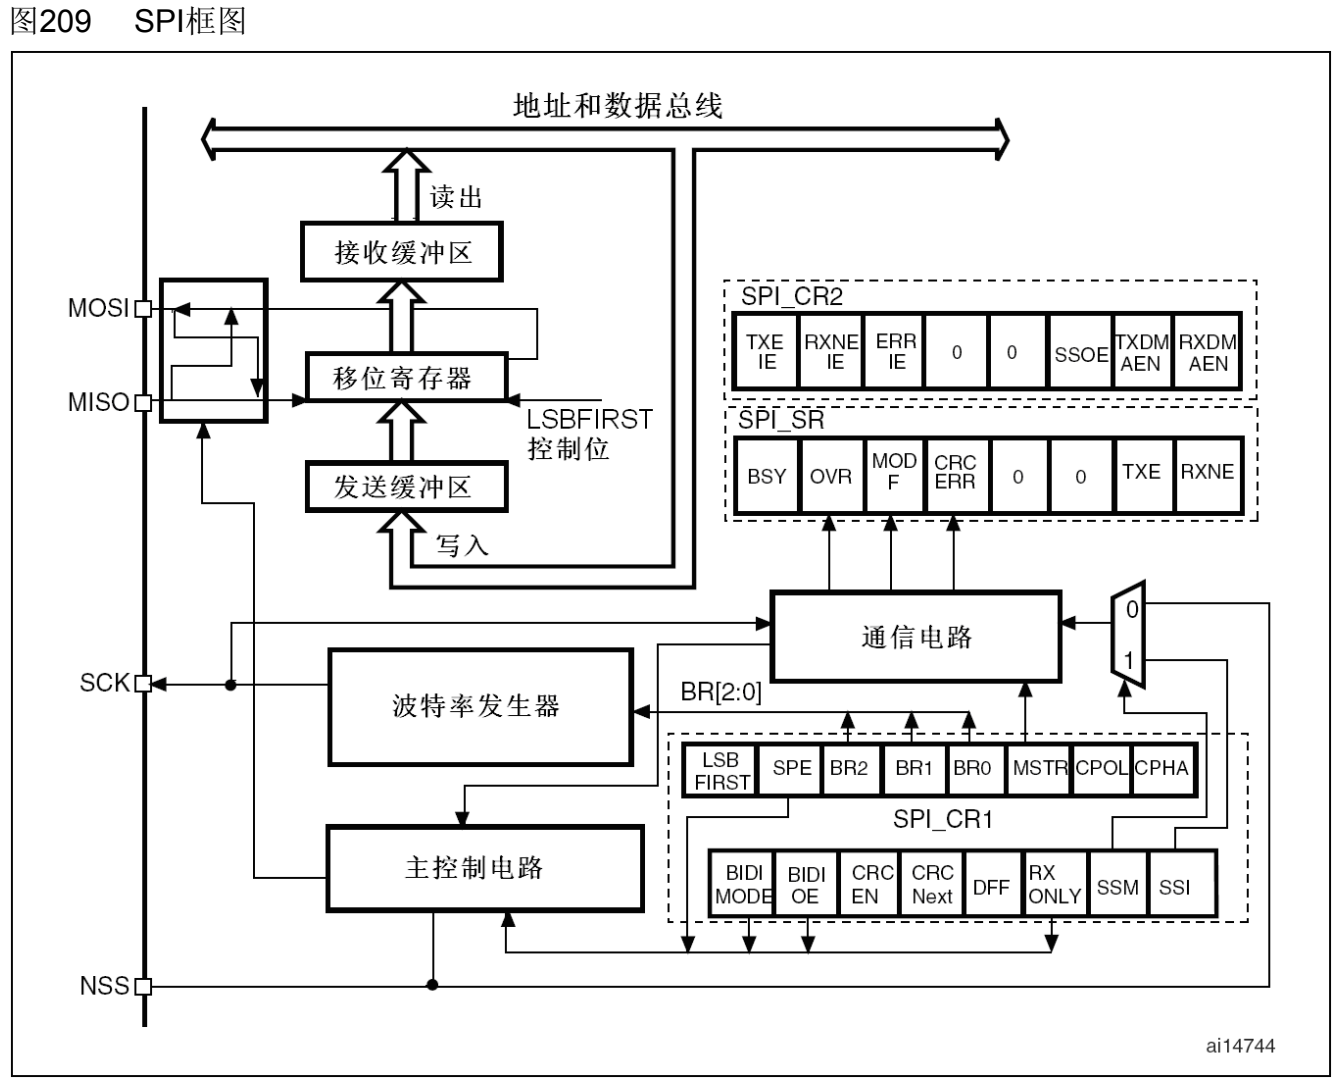 图209 SPI框图
地址和数据总线
读出
接收缓冲区
MOSI
移位寄存器
MISO
LSBFIRST
控制位
发送缓冲区
写入
SPI_CR2
TXE
IE
RXNE
IE
ERR
IE
0
0
SSOE
TXDM
AEN
RXDM
AEN
SPI_SR
BSY
OVR
MOD
F
CRC
ERR
0
0
TXE
RXNE
通信电路
0
1
SCK
波特率发生器
BR[2:0]
LSB
FIRST
SPE
BR2
BR1
BR0
MSTR
CPOL
CPHA
SPI_CR1
主控制电路
BIDI
MODE
BIDI
OE
CRC
EN
CRC
Next
DFF
RX
ONLY
SSM
SSI
NSS
ai14744